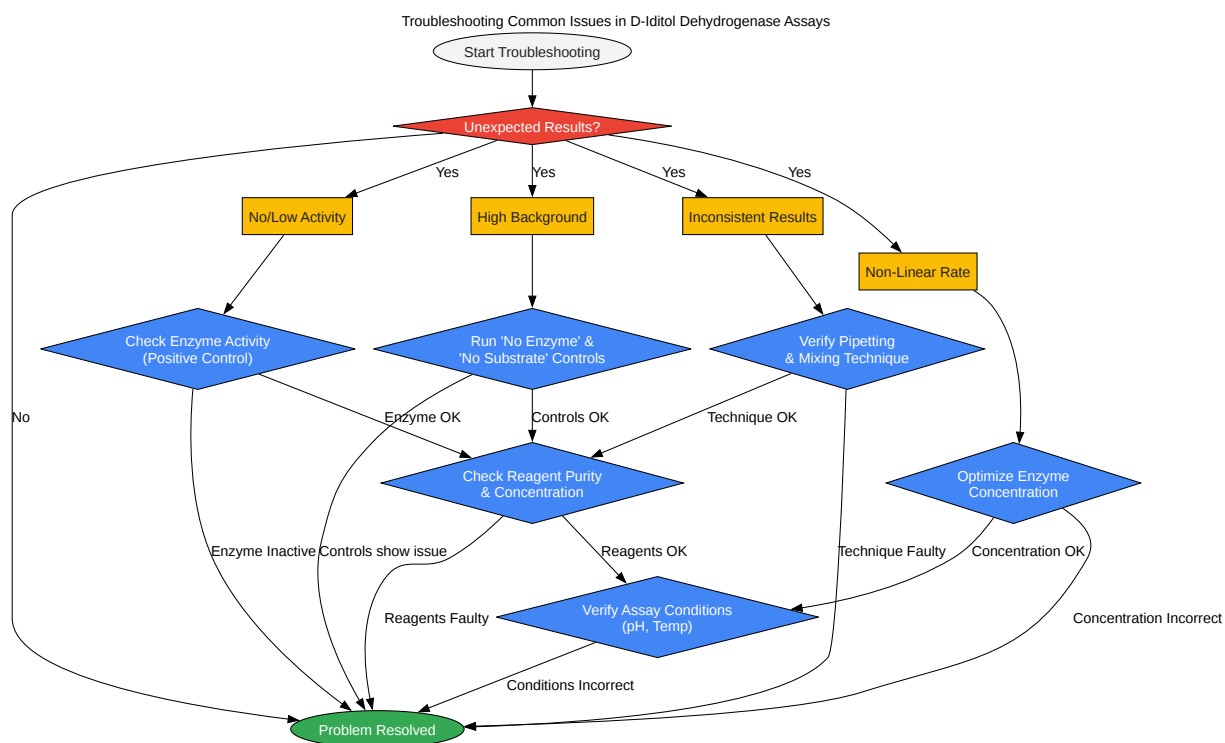 Troubleshooting Common Issues in D-Iditol Dehydrogenase Assays
Start Troubleshooting
Unexpected Results?
Yes
Yes
Yes
Yes
No/Low Activity
High Background
Inconsistent Results
Non-Linear Rate
Check Enzyme Activity
(Positive Control)
Run 'No Enzyme' &
'No Substrate' Controls
Verify Pipetting
& Mixing Technique
No
Enzyme OK
Controls OK
Technique OK
Check Reagent Purity
& Concentration
Optimize Enzyme
Concentration
Enzyme Inactive
Controls show issue
Reagents OK
Technique Faulty
Concentration OK
Reagents Faulty
Verify Assay Conditions
(pH, Temp)
Concentration Incorrect
Conditions Incorrect
Problem Resolved